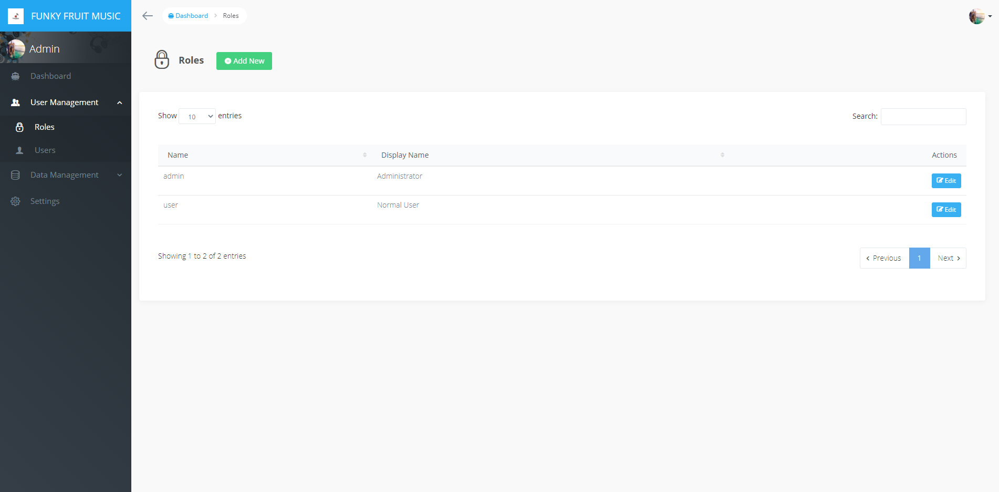 FUNKY FRUIT MUSIC
Dashboard
Roles
Admin
Dashboard
User Management
Roles
Users
Data Management
Settings
Roles
Add New
Show 10 entries
Search:
Name Display Name Actions
admin Administrator Edit
user Normal User Edit
Showing 1 to 2 of 2 entries
Previous 1 Next